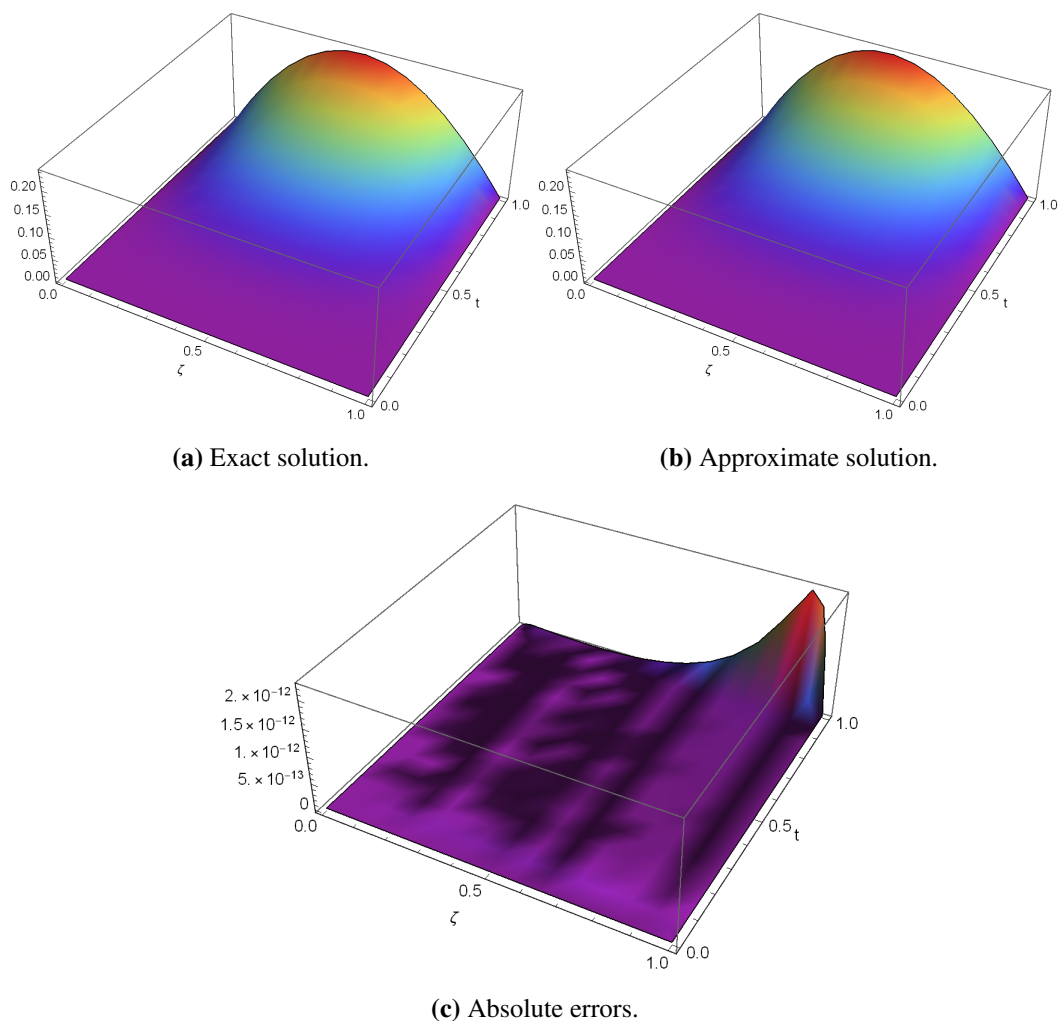 0.20
0.15
0.10
0.05
0.00
0.0
0.5
ζ
1.0
0.0
0.5
t
1.0
(a) Exact solution.
0.20
0.15
0.10
0.05
0.00
0.0
0.5
ζ
1.0
0.0
0.5
t
1.0
(b) Approximate solution.
2. × 10⁻¹²
1.5 × 10⁻¹²
1. × 10⁻¹²
5. × 10⁻¹³
0
0.0
0.5
ζ
1.0
0.0
0.5
t
1.0
(c) Absolute errors.